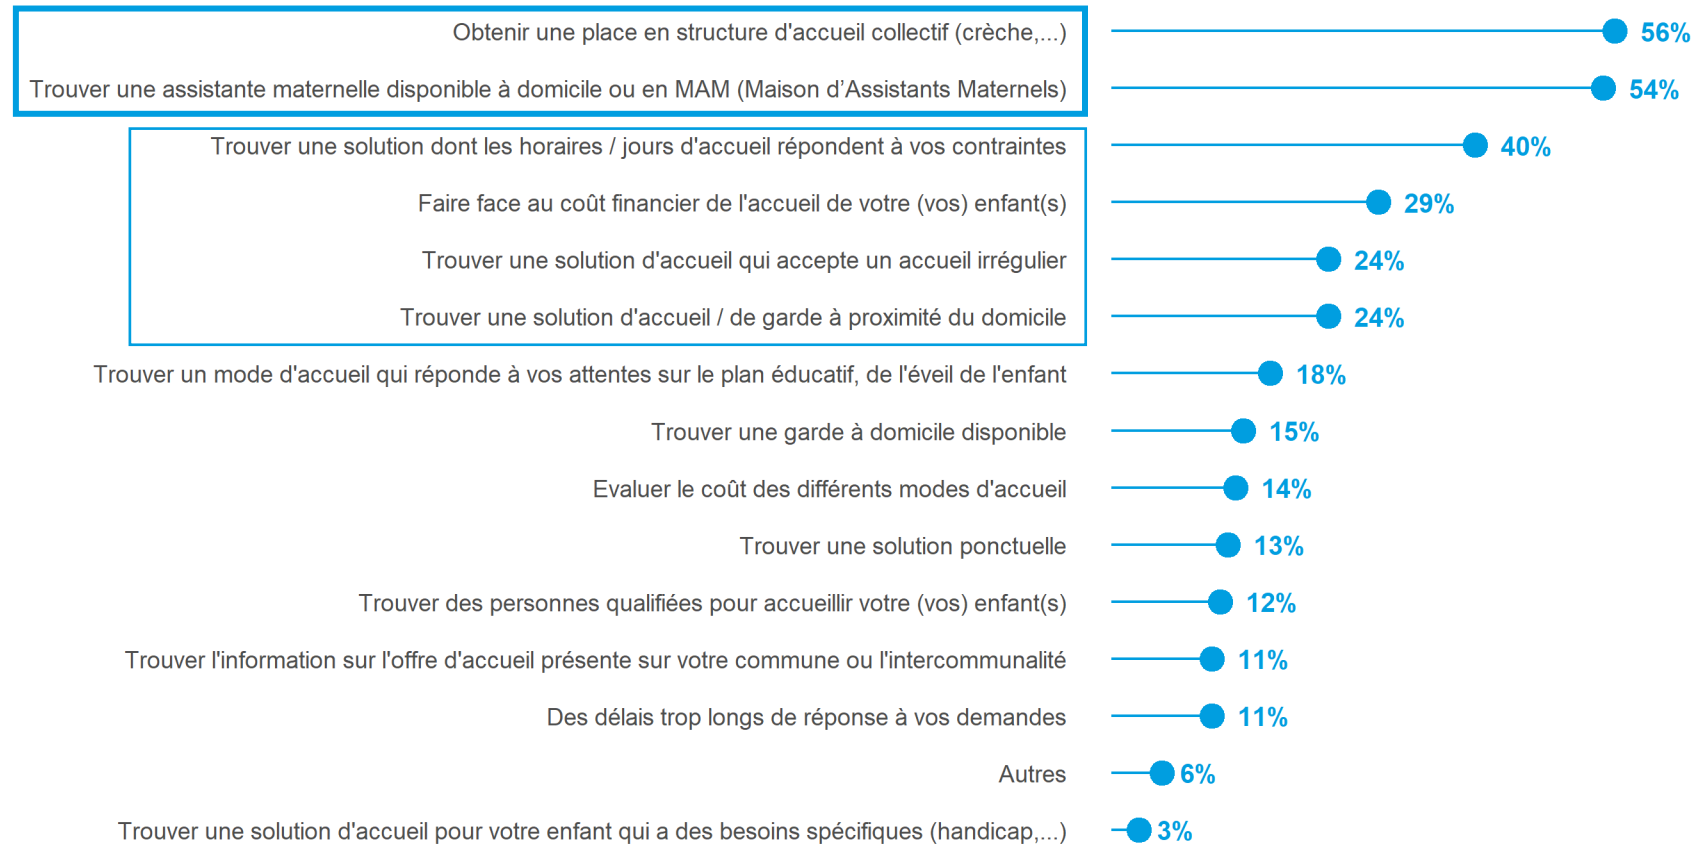 Obtenir une place en structure d'accueil collectif (crèche,...) 56%
Trouver une assistante maternelle disponible à domicile ou en MAM (Maison d’Assistants Maternels) 54%
Trouver une solution dont les horaires / jours d'accueil répondent à vos contraintes 40%
Faire face au coût financier de l'accueil de votre (vos) enfant(s) 29%
Trouver une solution d'accueil qui accepte un accueil irrégulier 24%
Trouver une solution d'accueil / de garde à proximité du domicile 24%
Trouver un mode d'accueil qui réponde à vos attentes sur le plan éducatif, de l'éveil de l'enfant 18%
Trouver une garde à domicile disponible 15%
Evaluer le coût des différents modes d'accueil 14%
Trouver une solution ponctuelle 13%
Trouver des personnes qualifiées pour accueillir votre (vos) enfant(s) 12%
Trouver l'information sur l'offre d'accueil présente sur votre commune ou l'intercommunalité 11%
Des délais trop longs de réponse à vos demandes 11%
Autres 6%
Trouver une solution d'accueil pour votre enfant qui a des besoins spécifiques (handicap,...) 3%